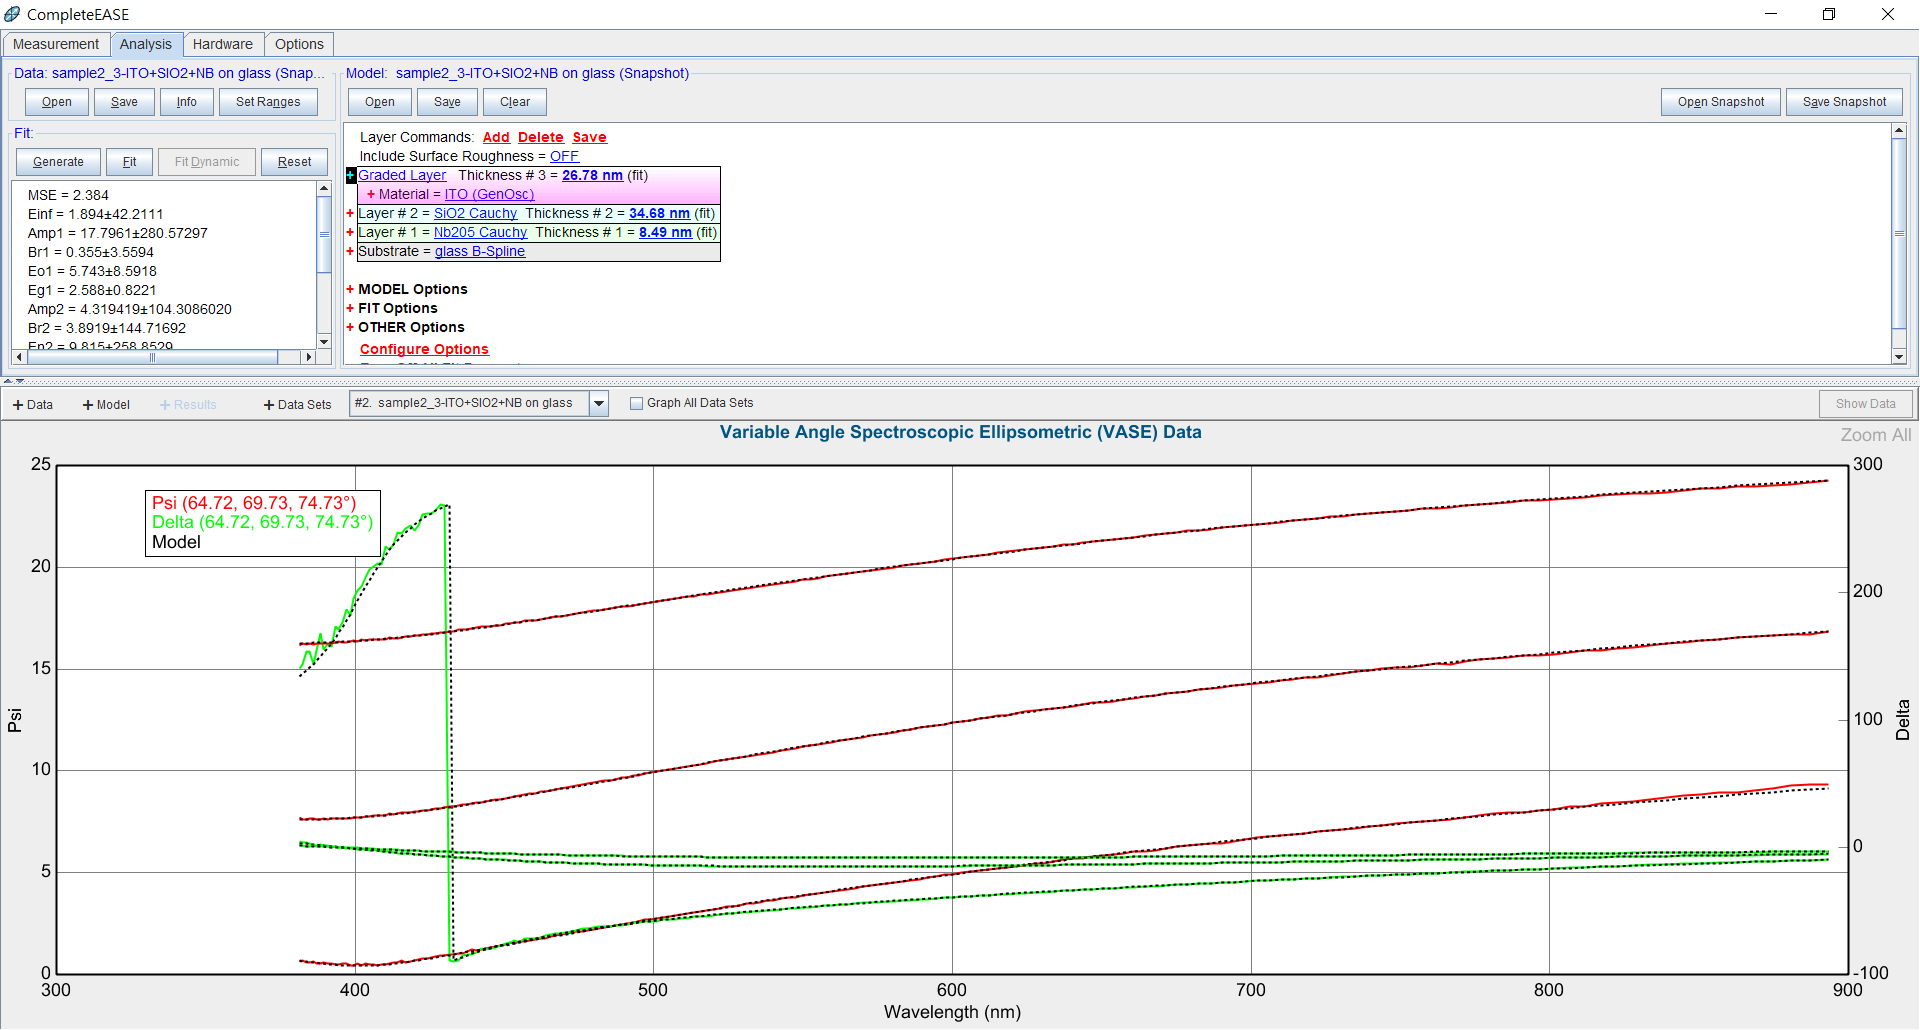 CompleteEASE
Measurement Analysis Hardware Options
Data: sample2_3-ITO+SIO2+NB on glass (Snap...
Open Save Info Set Ranges
Fit:
Generate Fit Fit Dynamic Reset
MSE = 2.384
Einf = 1.894±42.2111
Amp1 = 17.7961±280.57297
Br1 = 0.355±3.5594
Eo1 = 5.743±8.5918
Eg1 = 2.588±0.8221
Amp2 = 4.319419±104.3086020
Br2 = 3.8919±144.71692
En2 = 9.815±258.8529
Model: sample2_3-ITO+SIO2+NB on glass (Snapshot)
Open Save Clear Open Snapshot Save Snapshot
Layer Commands: Add Delete Save
Include Surface Roughness = OFF
+ Graded Layer Thickness # 3 = 26.78 nm (fit)
+ Material = ITO (GenOsc)
+ Layer # 2 = SiO2 Cauchy Thickness # 2 = 34.68 nm (fit)
+ Layer # 1 = Nb205 Cauchy Thickness # 1 = 8.49 nm (fit)
+ Substrate = glass B-Spline
+ MODEL Options
+ FIT Options
+ OTHER Options
Configure Options
+ Data + Model + Results + Data Sets #2. sample2_3-ITO+SIO2+NB on glass Graph All Data Sets Show Data
Variable Angle Spectroscopic Ellipsometric (VASE) Data
Zoom All
Psi (64.72, 69.73, 74.73°)
Delta (64.72, 69.73, 74.73°)
Model
25
20
15
10
5
0
Psi
300
200
100
0
-100
Delta
300 400 500 600 700 800 900
Wavelength (nm)